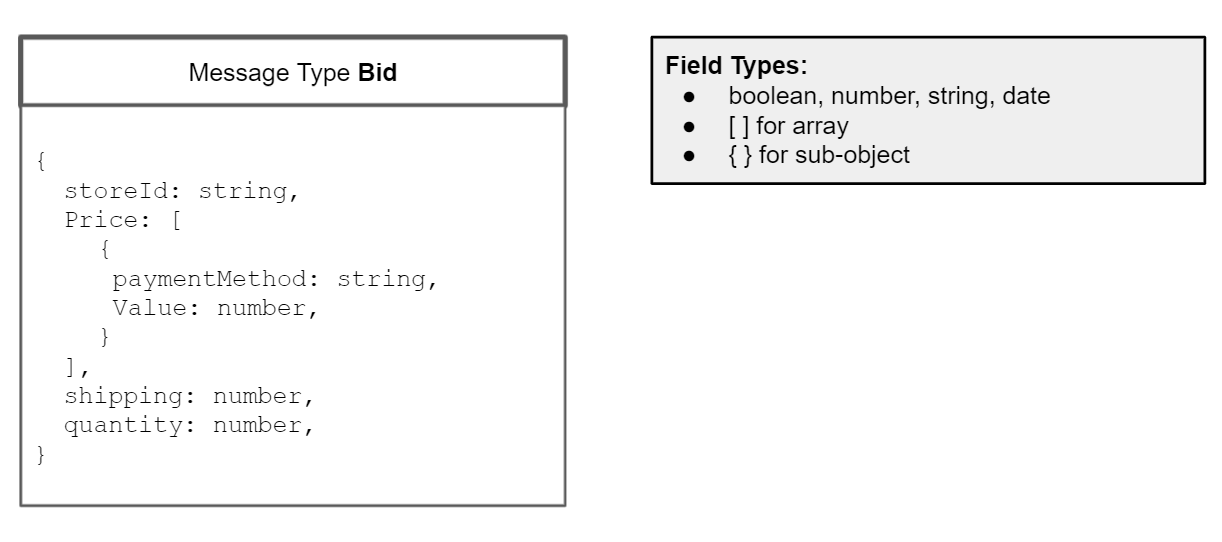 Message Type Bid
{
  storeId: string,
  Price: [
    {
     paymentMethod: string,
     Value: number,
    }
  ],
  shipping: number,
  quantity: number,
}
Field Types:
● boolean, number, string, date
● [ ] for array
● { } for sub-object